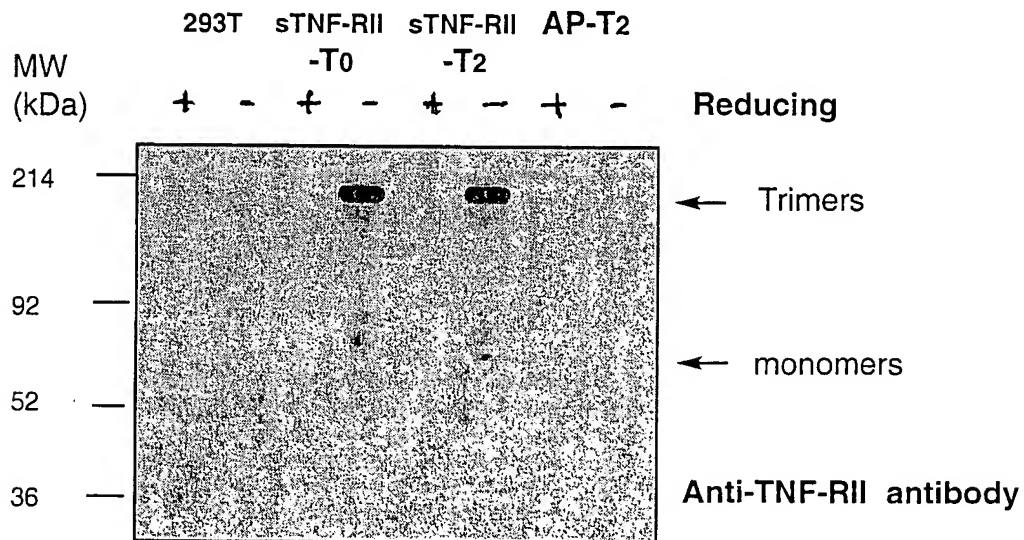 293T sTNF-RII sTNF-RII AP-T2
-T0 -T2
MW
(kDa) + - + - + - + - Reducing
214
Trimers
92
monomers
52
36
Anti-TNF-RII antibody